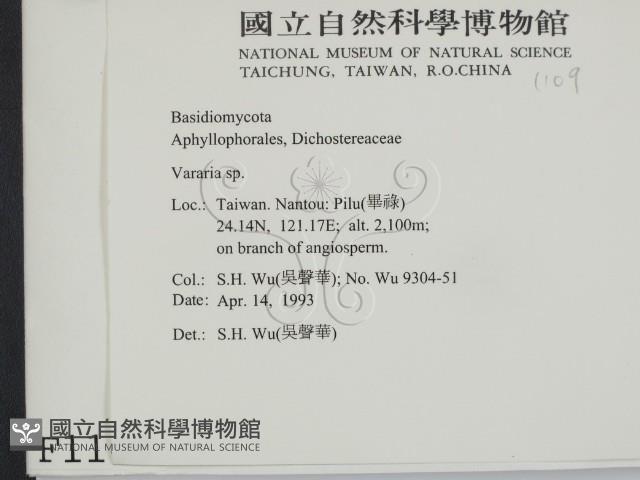 國立自然科學博物館
NATIONAL MUSEUM OF NATURAL SCIENCE
TAICHUNG, TAIWAN, R.O.CHINA
1109
Basidiomycota
Aphyllophorales, Dichostereaceae
Vararia sp.
Loc.: Taiwan. Nantou: Pilu(畢祿)
24.14N, 121.17E; alt. 2,100m;
on branch of angiosperm.
Col.: S.H. Wu(吳聲華); No. Wu 9304-51
Date: Apr. 14, 1993
Det.: S.H. Wu(吳聲華)
國立自然科學博物館
NATIONAL MUSEUM OF NATURAL SCIENCE
F11